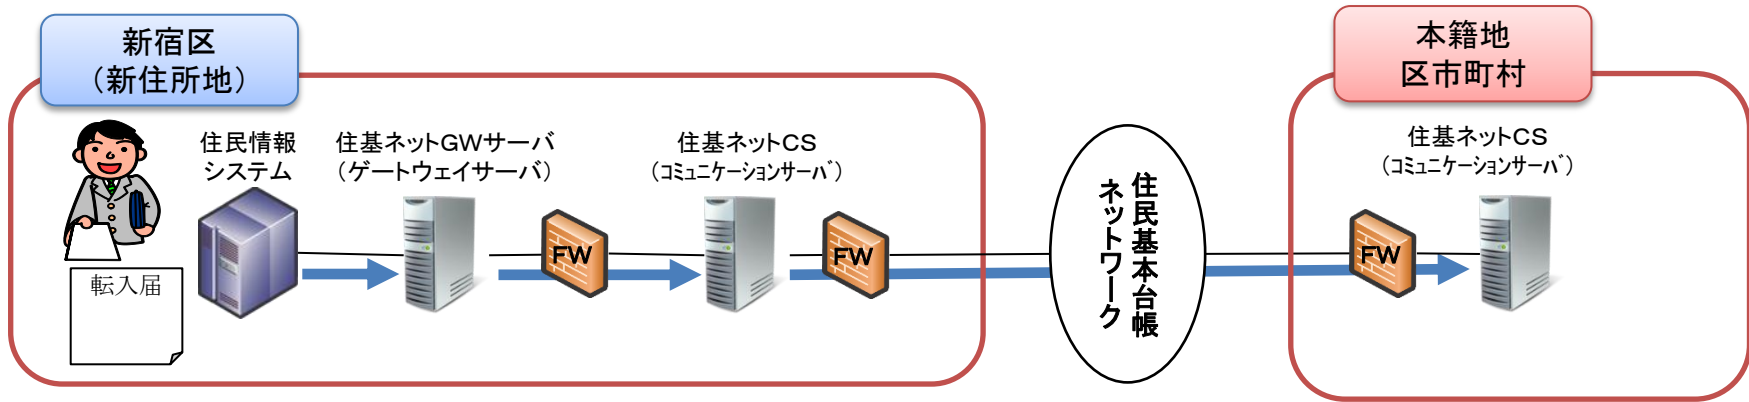 新宿区
（新住所地）
本籍地
区市町村
住民情報
システム
住基ネットGWサーバ
（ゲートウェイサーバ）
住基ネットCS
（ｺﾐｭﾆｹｰｼｮﾝｻｰﾊﾞ）
住基ネットCS
（ｺﾐｭﾆｹｰｼｮﾝｻｰﾊﾞ）
FW
FW
住民基本台帳
ネットワーク
FW
転入届